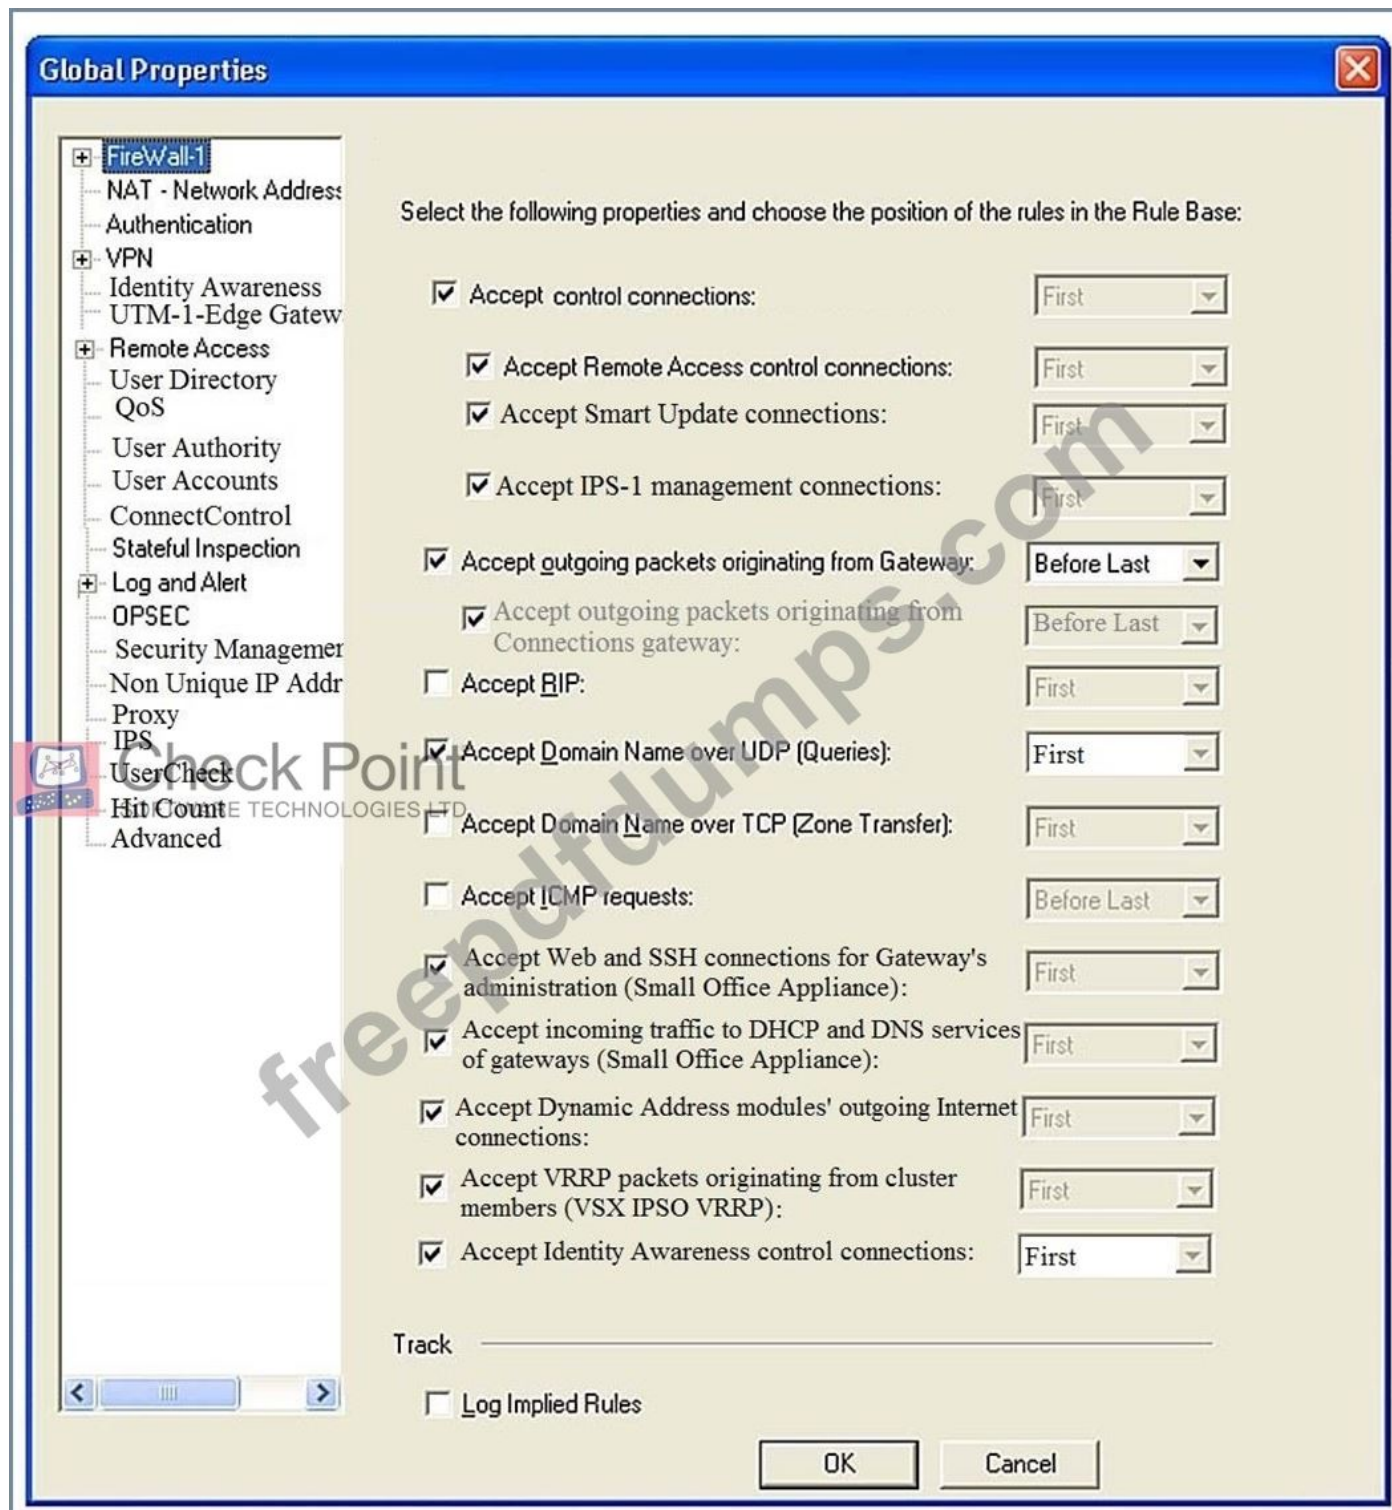 Global Properties
FireWall-1
NAT - Network Address
Authentication
VPN
Identity Awareness
UTM-1-Edge Gatew
Remote Access
User Directory
QoS
User Authority
User Accounts
ConnectControl
Stateful Inspection
Log and Alert
OPSEC
Security Managemer
Non Unique IP Addr
Proxy
IPS
UserCheck
Hit Count
Advanced
Select the following properties and choose the position of the rules in the Rule Base:
Accept control connections: First
Accept Remote Access control connections: First
Accept Smart Update connections: First
Accept IPS-1 management connections: First
Accept outgoing packets originating from Gateway: Before Last
Accept outgoing packets originating from
Connections gateway: Before Last
Accept RIP: First
Accept Domain Name over UDP (Queries): First
Accept Domain Name over TCP (Zone Transfer): First
Accept ICMP requests: Before Last
Accept Web and SSH connections for Gateway's
administration (Small Office Appliance): First
Accept incoming traffic to DHCP and DNS services
of gateways (Small Office Appliance): First
Accept Dynamic Address modules' outgoing Internet
connections: First
Accept VRRP packets originating from cluster
members (VSX IPSO VRRP): First
Accept Identity Awareness control connections: First
Track
Log Implied Rules
OK Cancel
Check Point
SOFTWARE TECHNOLOGIES LTD
freepdfdumps.com